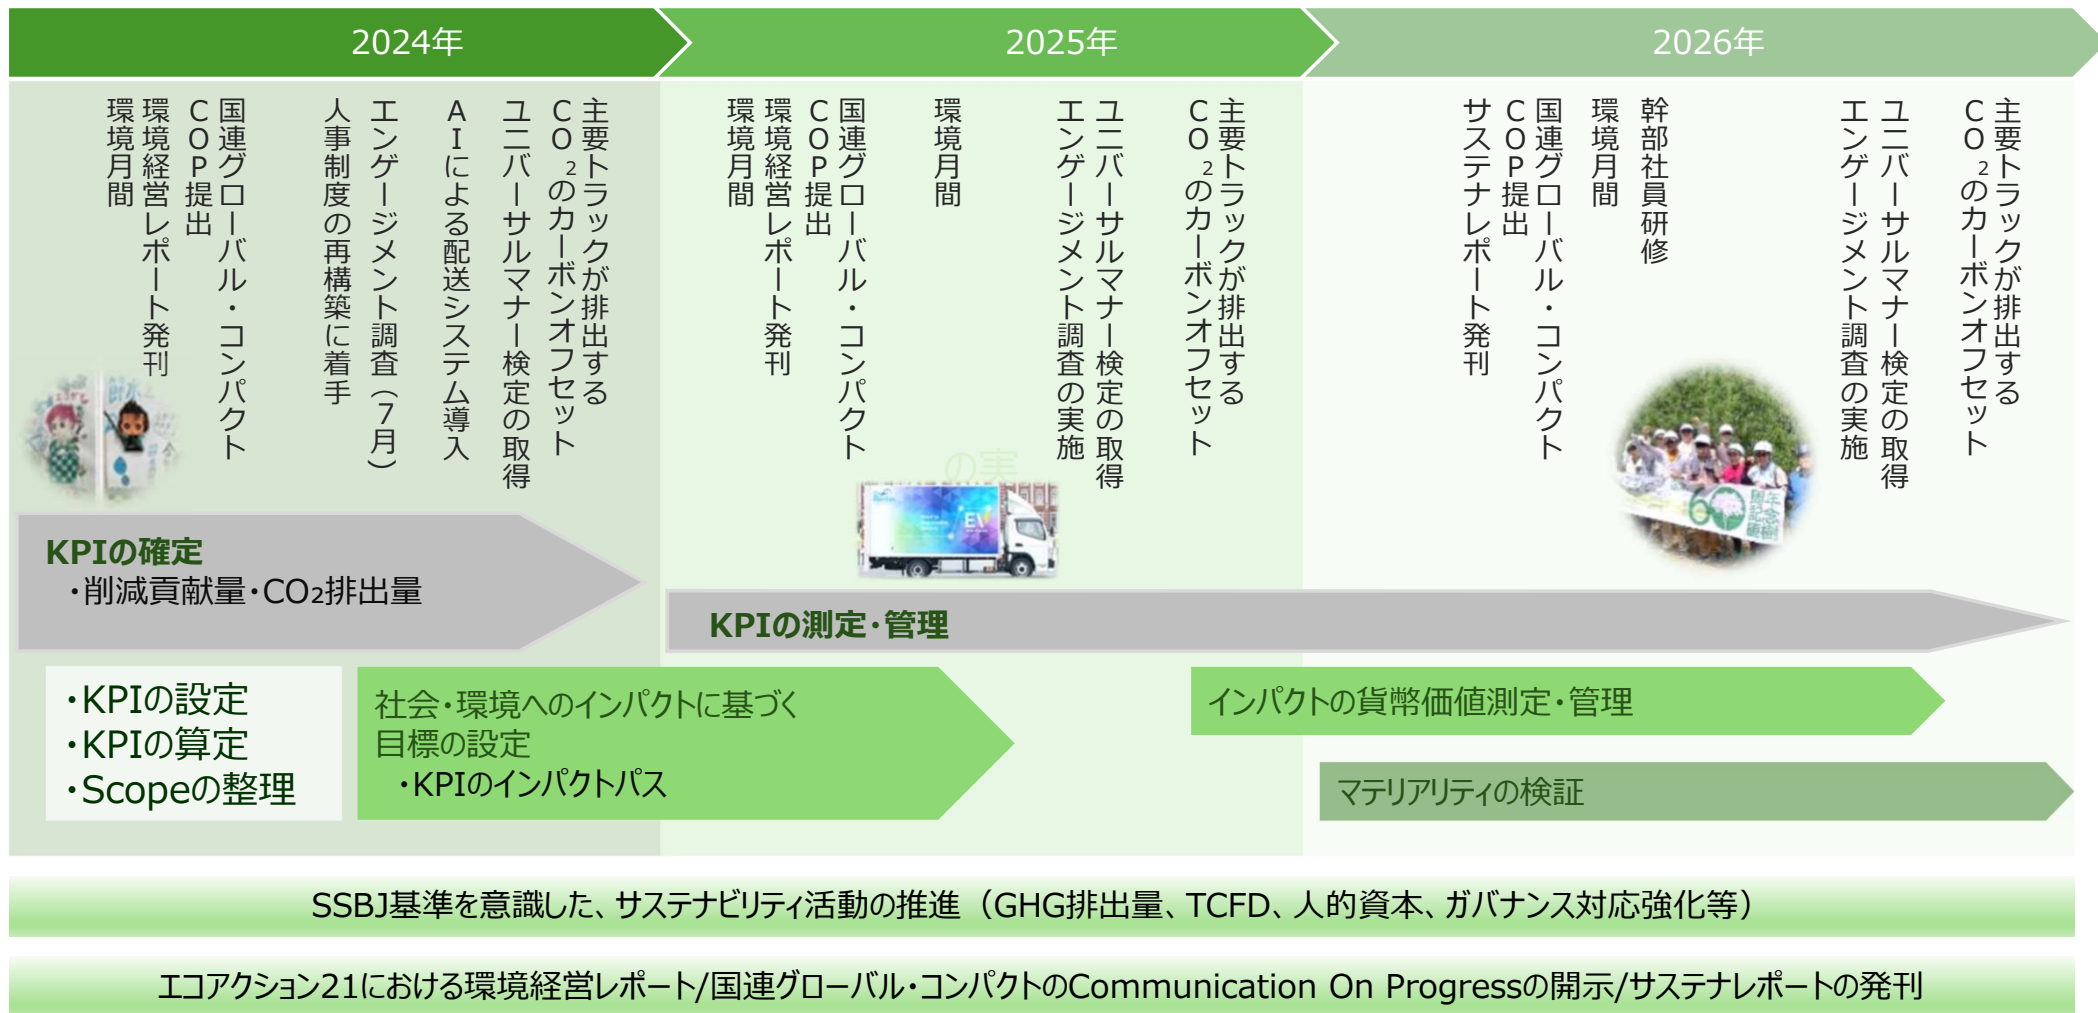 2024年
2025年
2026年
環境月間
環境経営レポート発刊
国連グローバル・コンパクト
COP提出
人事制度の再構築に着手
エンゲージメント調査（7月）
AIによる配送システム導入
ユニバーサルマナー検定の取得
主要トラックが排出する
CO₂のカーボンオフセット
環境月間
環境経営レポート発刊
国連グローバル・コンパクト
COP提出
環境月間
エンゲージメント調査の実施
ユニバーサルマナー検定の取得
主要トラックが排出する
CO₂のカーボンオフセット
サステナレポート発刊
国連グローバル・コンパクト
COP提出
環境月間
幹部社員研修
エンゲージメント調査の実施
ユニバーサルマナー検定の取得
主要トラックが排出する
CO₂のカーボンオフセット
の実
節水
EV
60
周年
記念
KPIの確定
・削減貢献量・CO₂排出量
KPIの測定・管理
・KPIの設定
・KPIの算定
・Scopeの整理
社会・環境へのインパクトに基づく
目標の設定
・KPIのインパクトパス
インパクトの貨幣価値測定・管理
マテリアリティの検証
SSBJ基準を意識した、サステナビリティ活動の推進（GHG排出量、TCFD、人的資本、ガバナンス対応強化等）
エコアクション21における環境経営レポート/国連グローバル・コンパクトのCommunication On Progressの開示/サステナレポートの発刊